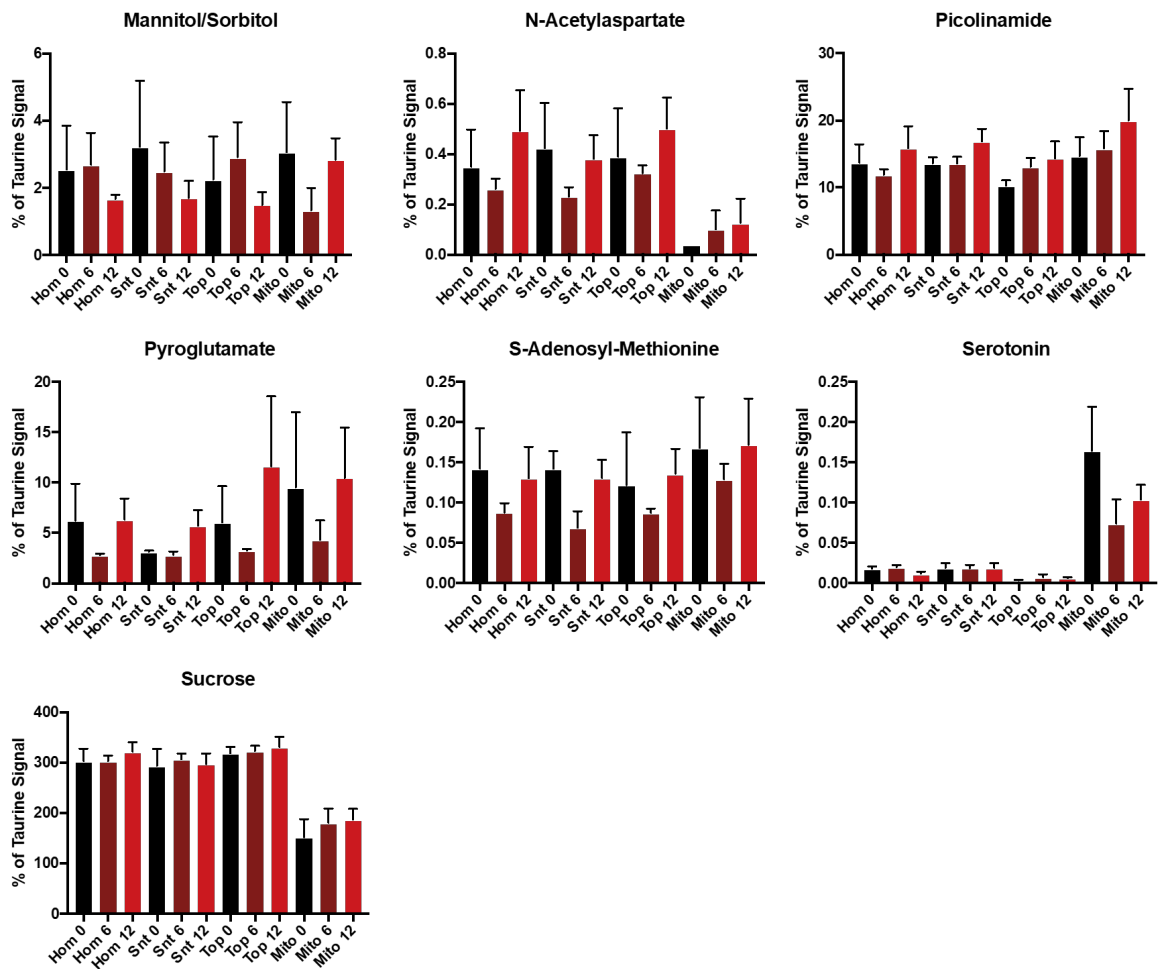 Mannitol/Sorbitol
% of Taurine Signal
6
4
2
0
Hom 0
Hom 6
Hom 12
Snt 0
Snt 6
Snt 12
Top 0
Top 6
Top 12
Mito 0
Mito 6
Mito 12
N-Acetylaspartate
% of Taurine Signal
0.8
0.6
0.4
0.2
0.0
Hom 0
Hom 6
Hom 12
Snt 0
Snt 6
Snt 12
Top 0
Top 6
Top 12
Mito 0
Mito 6
Mito 12
Picolinamide
% of Taurine Signal
30
20
10
0
Hom 0
Hom 6
Hom 12
Snt 0
Snt 6
Snt 12
Top 0
Top 6
Top 12
Mito 0
Mito 6
Mito 12
Pyroglutamate
% of Taurine Signal
20
15
10
5
0
Hom 0
Hom 6
Hom 12
Snt 0
Snt 6
Snt 12
Top 0
Top 6
Top 12
Mito 0
Mito 6
Mito 12
S-Adenosyl-Methionine
% of Taurine Signal
0.25
0.20
0.15
0.10
0.05
0.00
Hom 0
Hom 6
Hom 12
Snt 0
Snt 6
Snt 12
Top 0
Top 6
Top 12
Mito 0
Mito 6
Mito 12
Serotonin
% of Taurine Signal
0.25
0.20
0.15
0.10
0.05
0.00
Hom 0
Hom 6
Hom 12
Snt 0
Snt 6
Snt 12
Top 0
Top 6
Top 12
Mito 0
Mito 6
Mito 12
Sucrose
% of Taurine Signal
400
300
200
100
0
Hom 0
Hom 6
Hom 12
Snt 0
Snt 6
Snt 12
Top 0
Top 6
Top 12
Mito 0
Mito 6
Mito 12